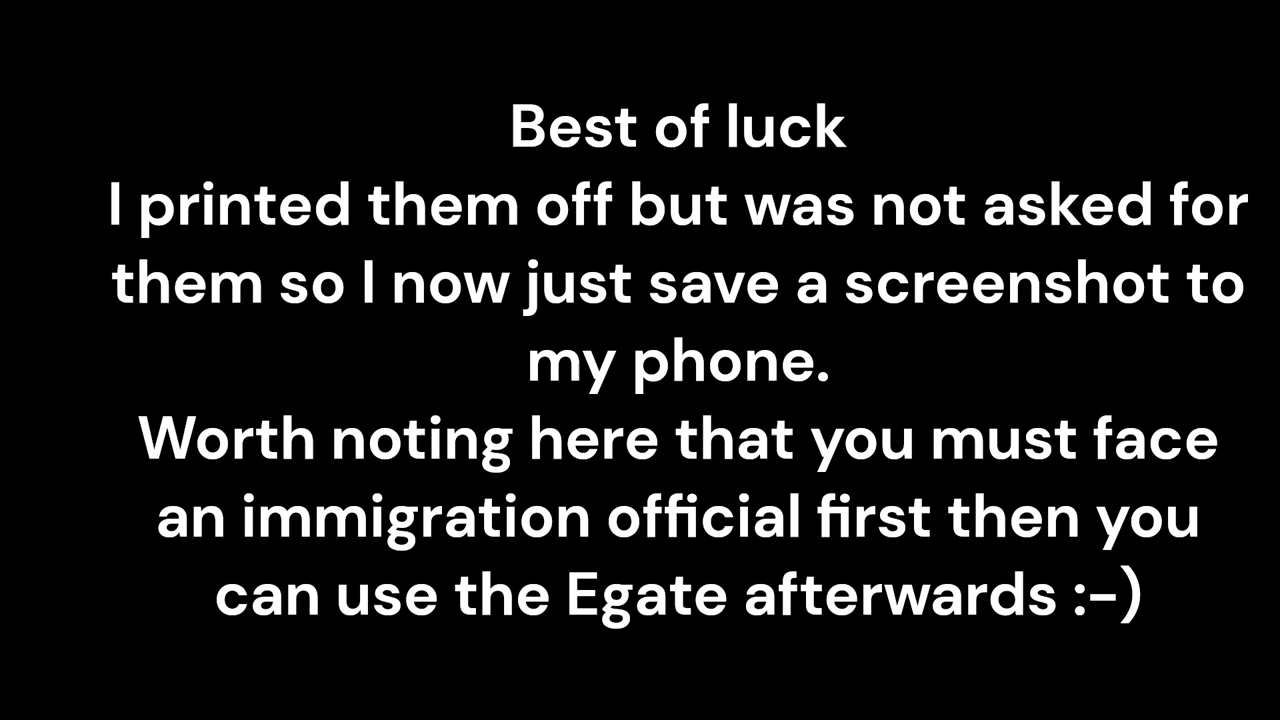 Best of luck
I printed them off but was not asked for
them so I now just save a screenshot to
my phone.
Worth noting here that you must face
an immigration official first then you
can use the Egate afterwards :-)